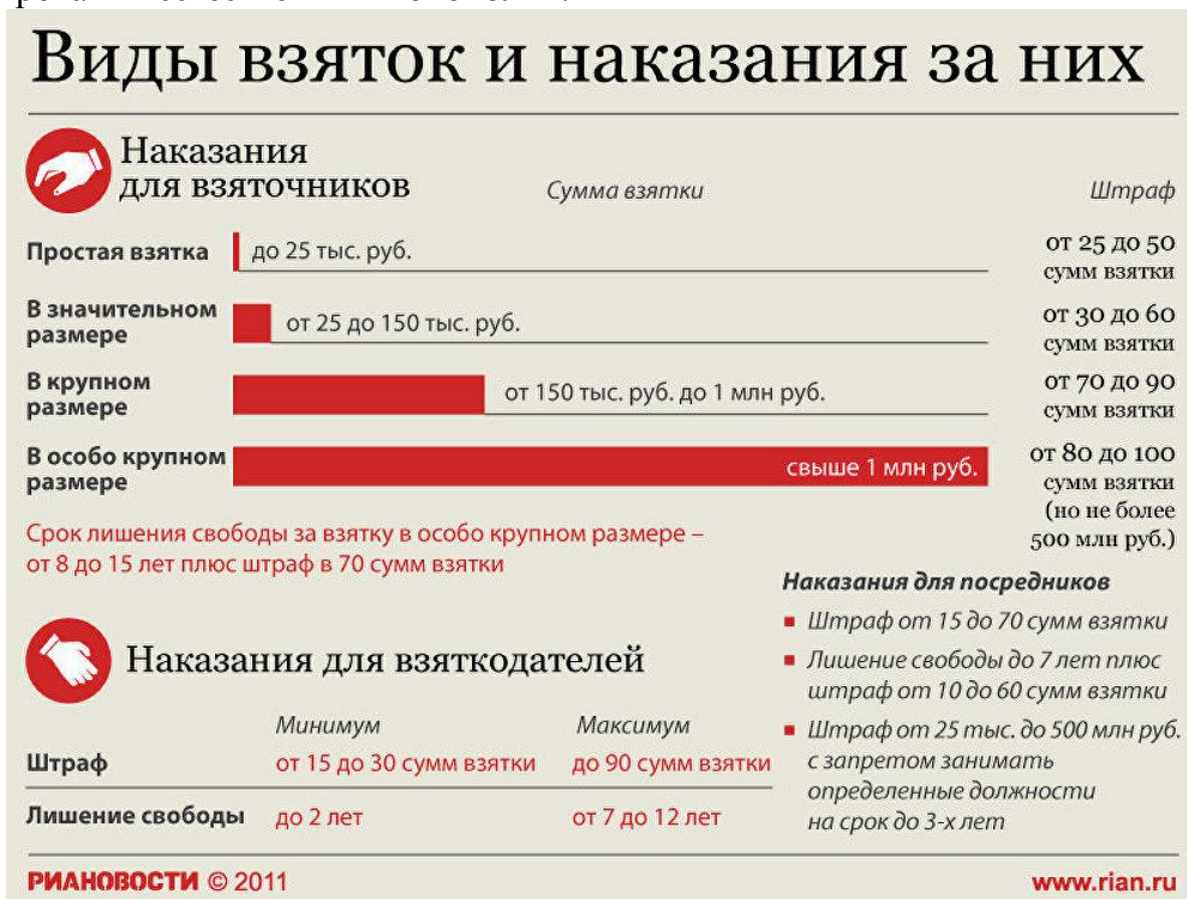 Виды взяток и наказания за них
Наказания
для взяточников
Сумма взятки
Штраф
Простая взятка
до 25 тыс. руб.
от 25 до 50
сумм взятки
В значительном
размере
от 25 до 150 тыс. руб.
от 30 до 60
сумм взятки
В крупном
размере
от 150 тыс. руб. до 1 млн руб.
от 70 до 90
сумм взятки
В особо крупном
размере
свыше 1 млн руб.
от 80 до 100
сумм взятки
(но не более
500 млн руб.)
Срок лишения свободы за взятку в особо крупном размере –
от 8 до 15 лет плюс штраф в 70 сумм взятки
Наказания для взяткодателей
Минимум
Максимум
Штраф
от 15 до 30 сумм взятки
до 90 сумм взятки
Лишение свободы
до 2 лет
от 7 до 12 лет
Наказания для посредников
Штраф от 15 до 70 сумм взятки
Лишение свободы до 7 лет плюс
штраф от 10 до 60 сумм взятки
Штраф от 25 тыс. до 500 млн руб.
с запретом занимать
определенные должности
на срок до 3-х лет
РИАНОВОСТИ © 2011
www.rian.ru